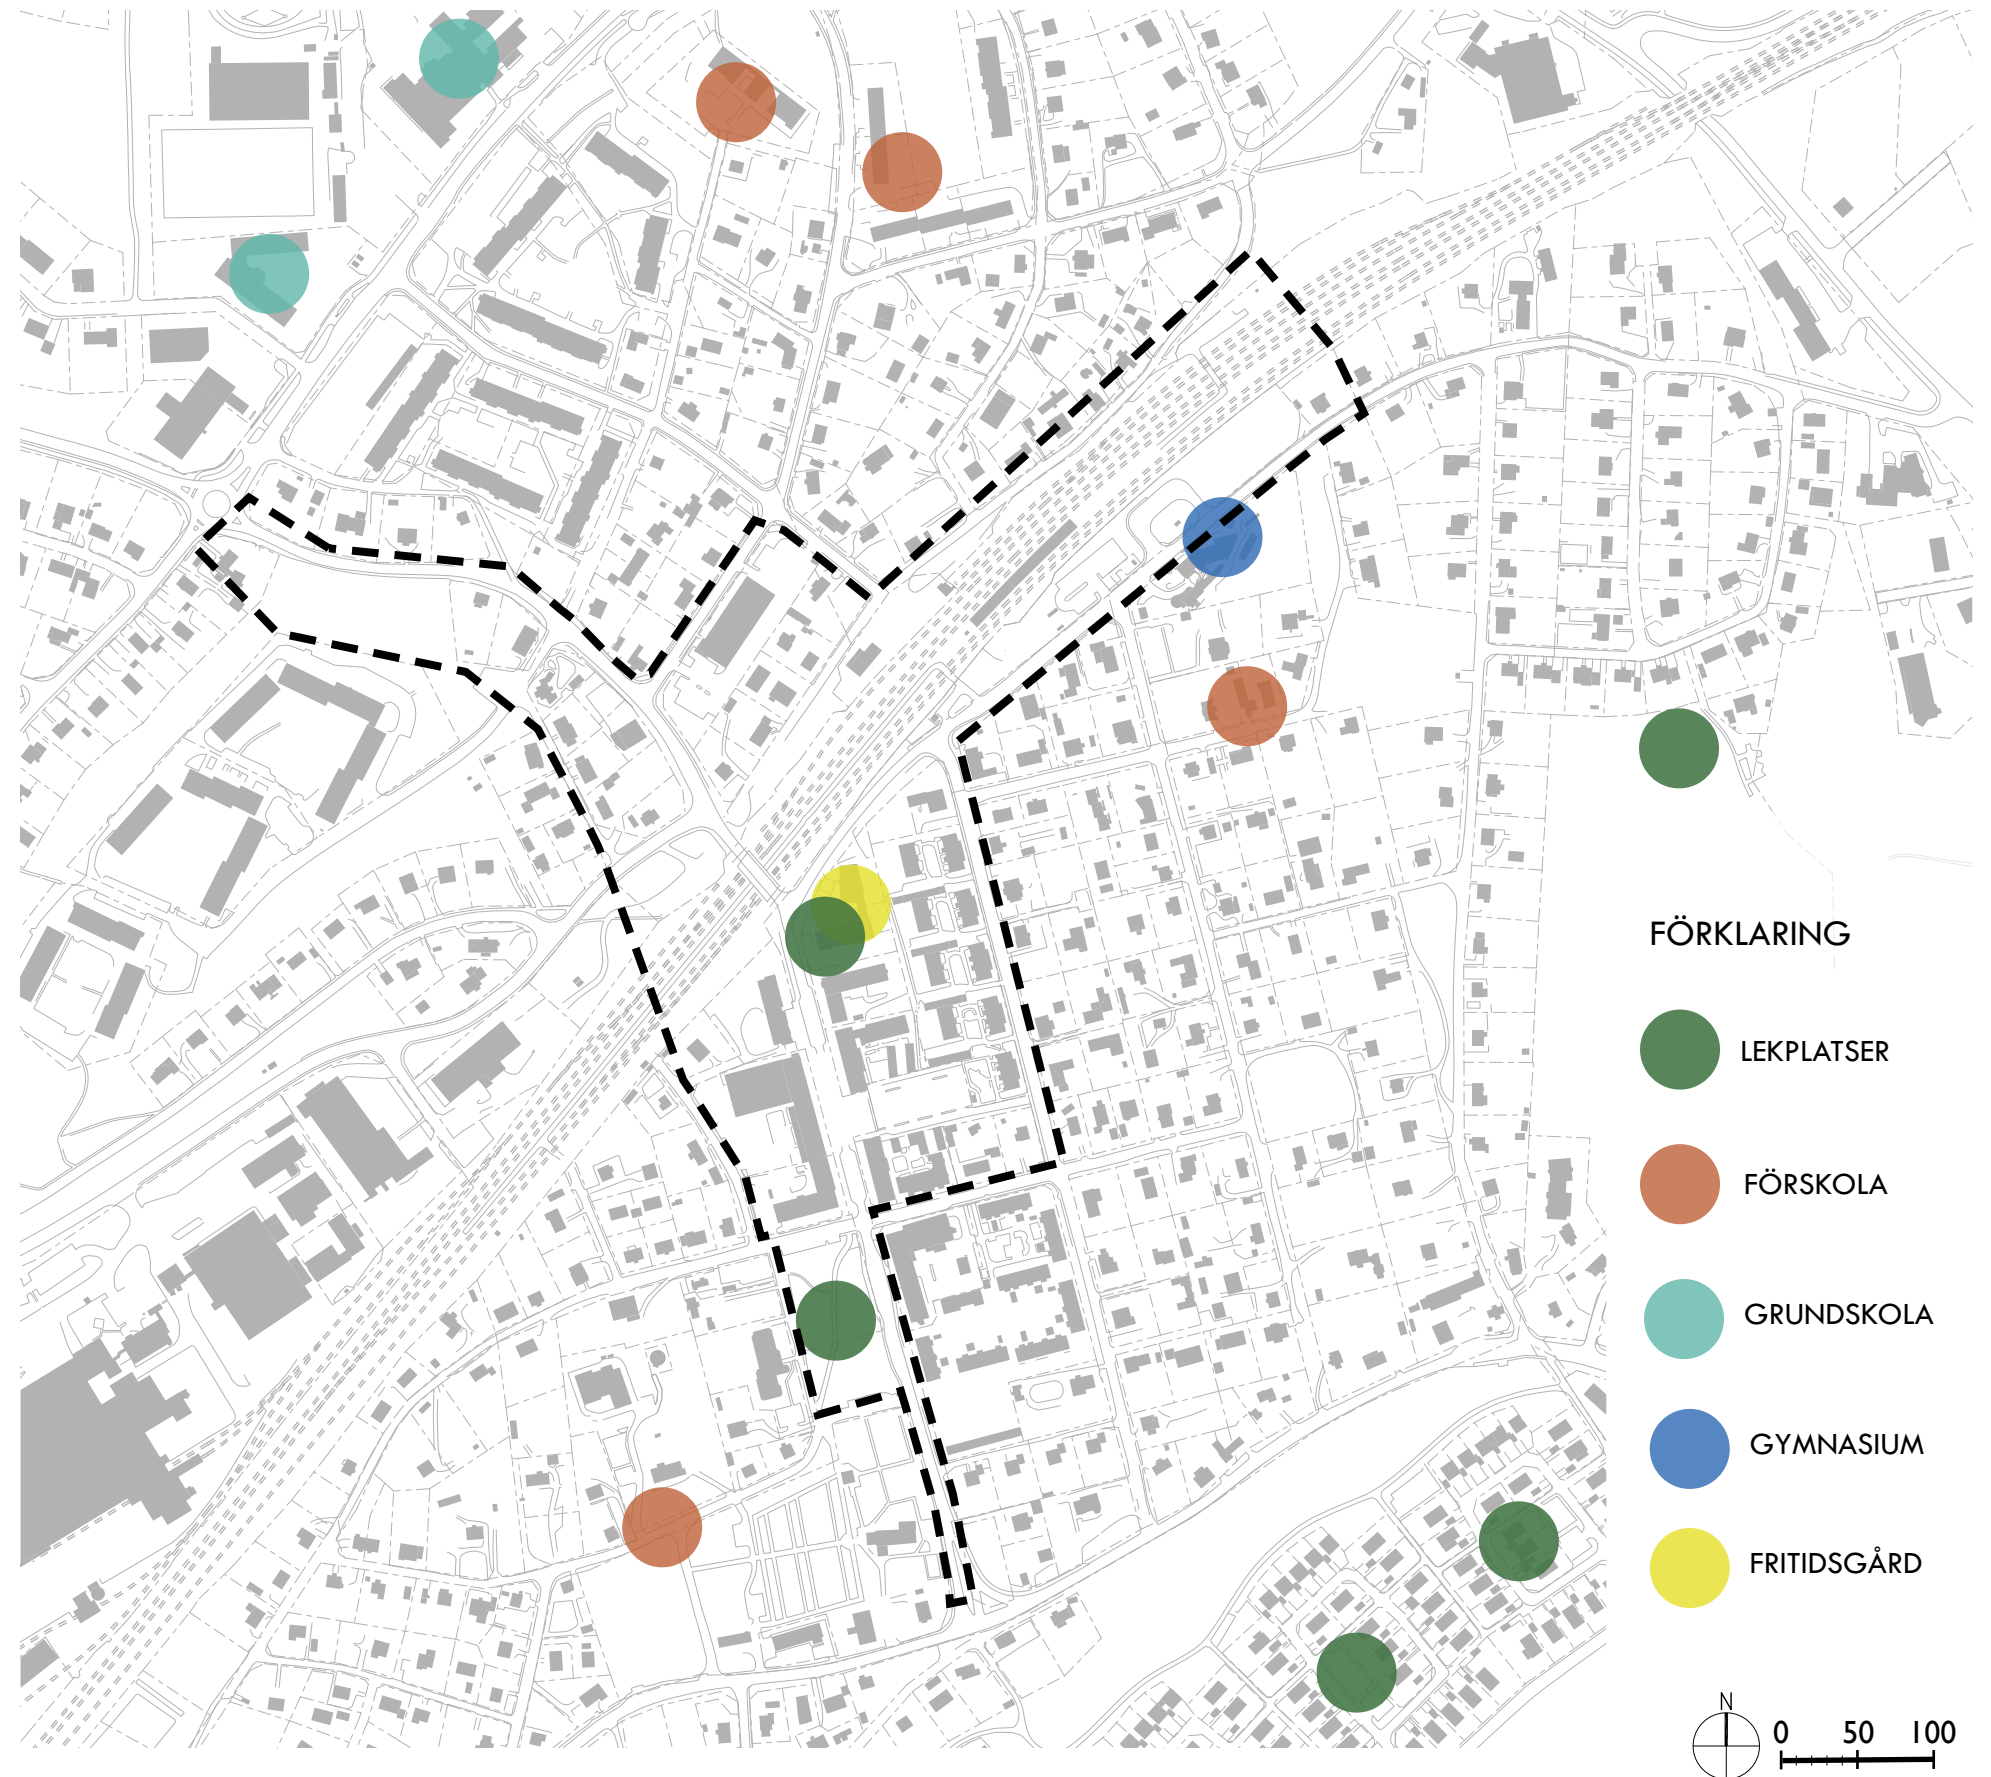 FÖRKLARING
LEKPLATSER
FÖRSKOLA
GRUNDSKOLA
GYMNASIUM
FRITIDSGÅRD
N
0 50 100